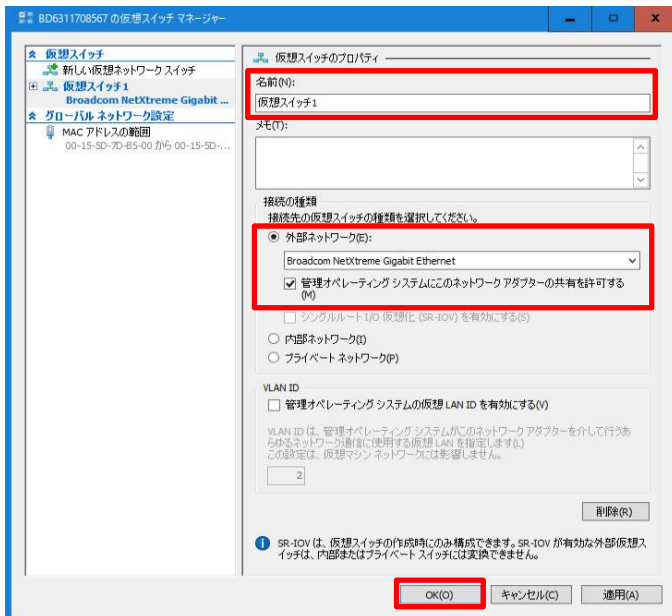 BD6311708567 の仮想スイッチ マネージャー
仮想スイッチ
新しい仮想ネットワーク スイッチ
仮想スイッチ1
Broadcom NetXtreme Gigabit ...
グローバル ネットワーク設定
MAC アドレスの範囲
00-15-5D-7D-B5-00 から 00-15-5D-...
仮想スイッチのプロパティ
名前(N):
仮想スイッチ1
メモ(T):
接続の種類
接続先の仮想スイッチの種類を選択してください。
外部ネットワーク(E):
Broadcom NetXtreme Gigabit Ethernet
管理オペレーティング システムにこのネットワーク アダプターの共有を許可する
(M)
シングルルート I/O 仮想化 (SR-IOV) を有効にする(S)
内部ネットワーク(I)
プライベート ネットワーク(P)
VLAN ID
管理オペレーティング システムの仮想 LAN ID を有効にする(V)
VLAN ID は、管理オペレーティング システムがこのネットワーク アダプターを介して行うあ
らゆるネットワーク通信に使用する仮想 LAN を指定します(L)
この設定は、仮想マシン ネットワークには影響しません。
2
削除(R)
SR-IOV は、仮想スイッチの作成時にのみ構成できます。SR-IOV が有効な外部仮想ス
イッチは、内部またはプライベート スイッチには変換できません。
OK(O)
キャンセル(C)
適用(A)